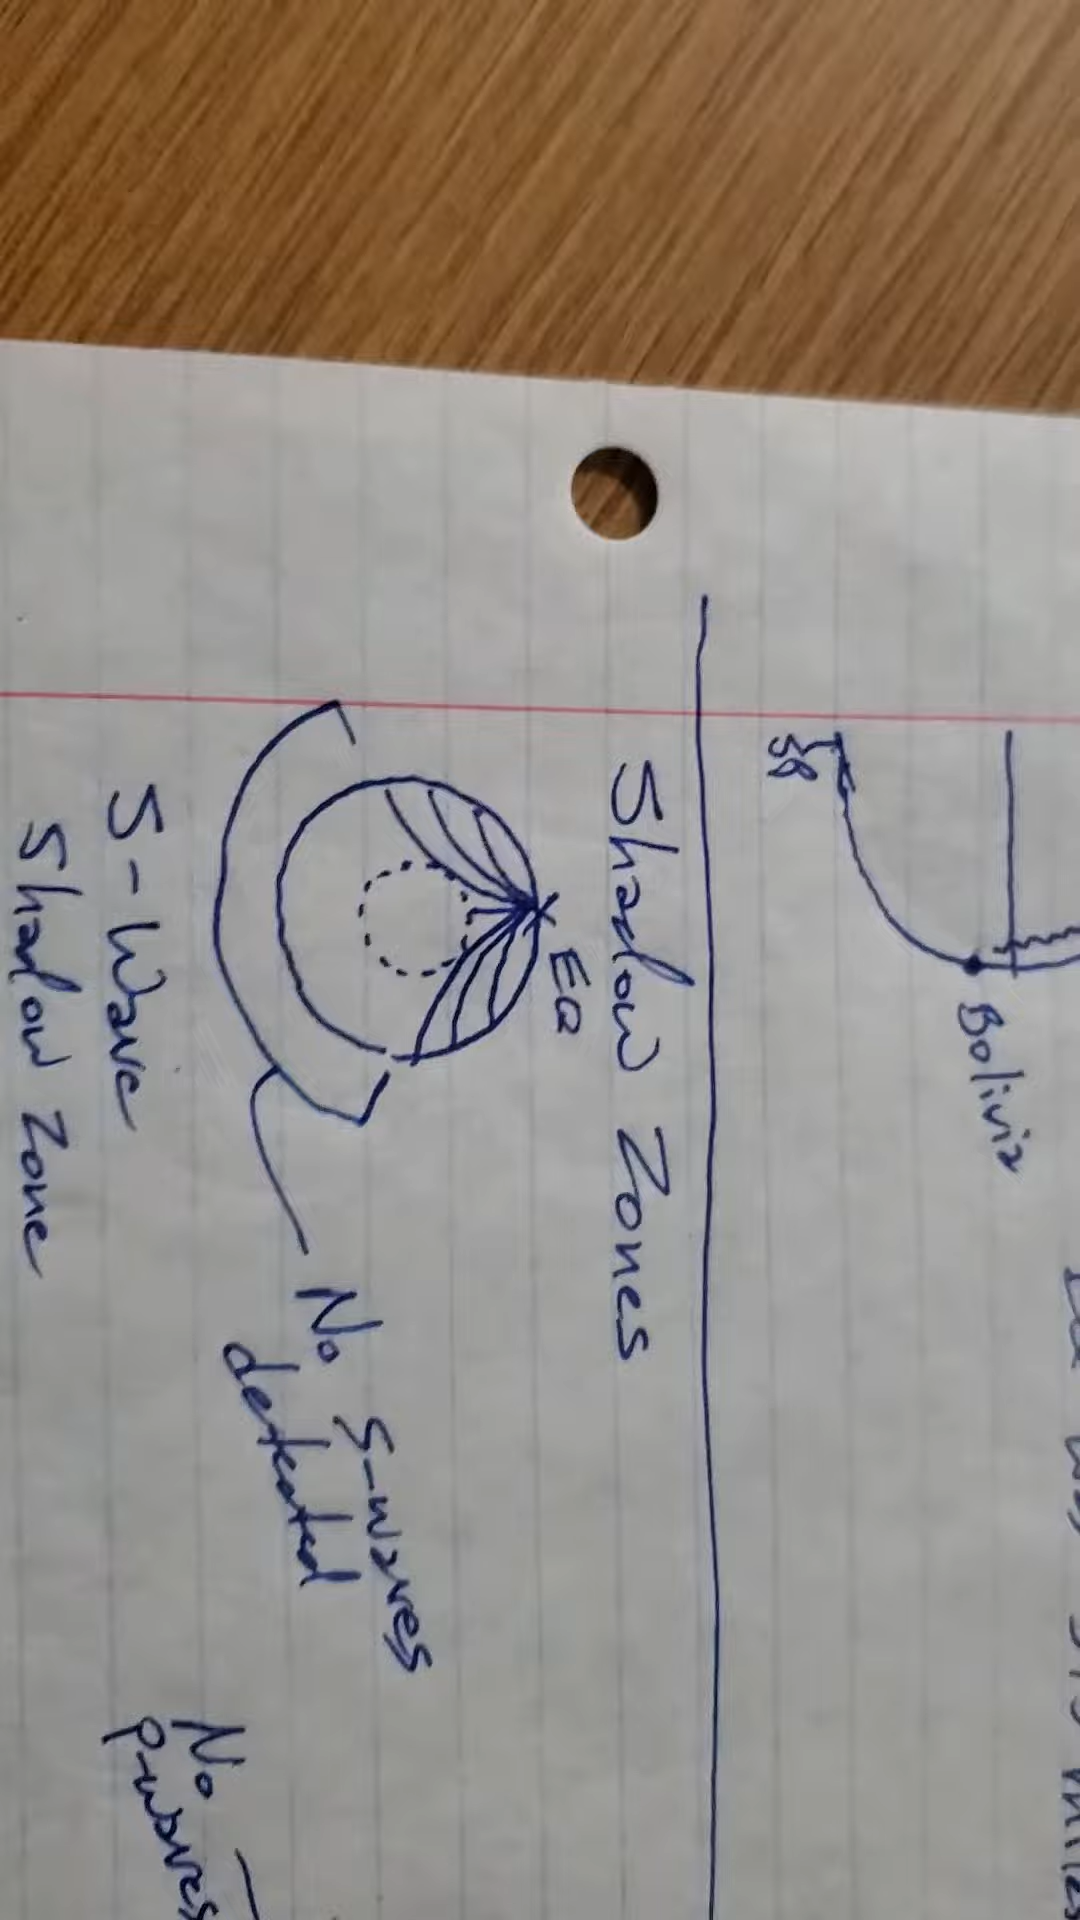 Bolivia
Shadow Zones
EQ
No S-waves
detected
S-Wave
Shadow Zone
No
P-waves